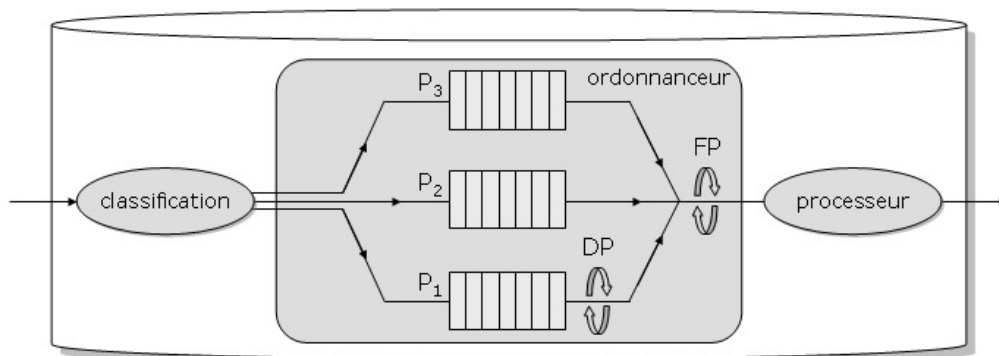 P3
ordonnanceur
FP
classification
P2
processeur
DP
P1